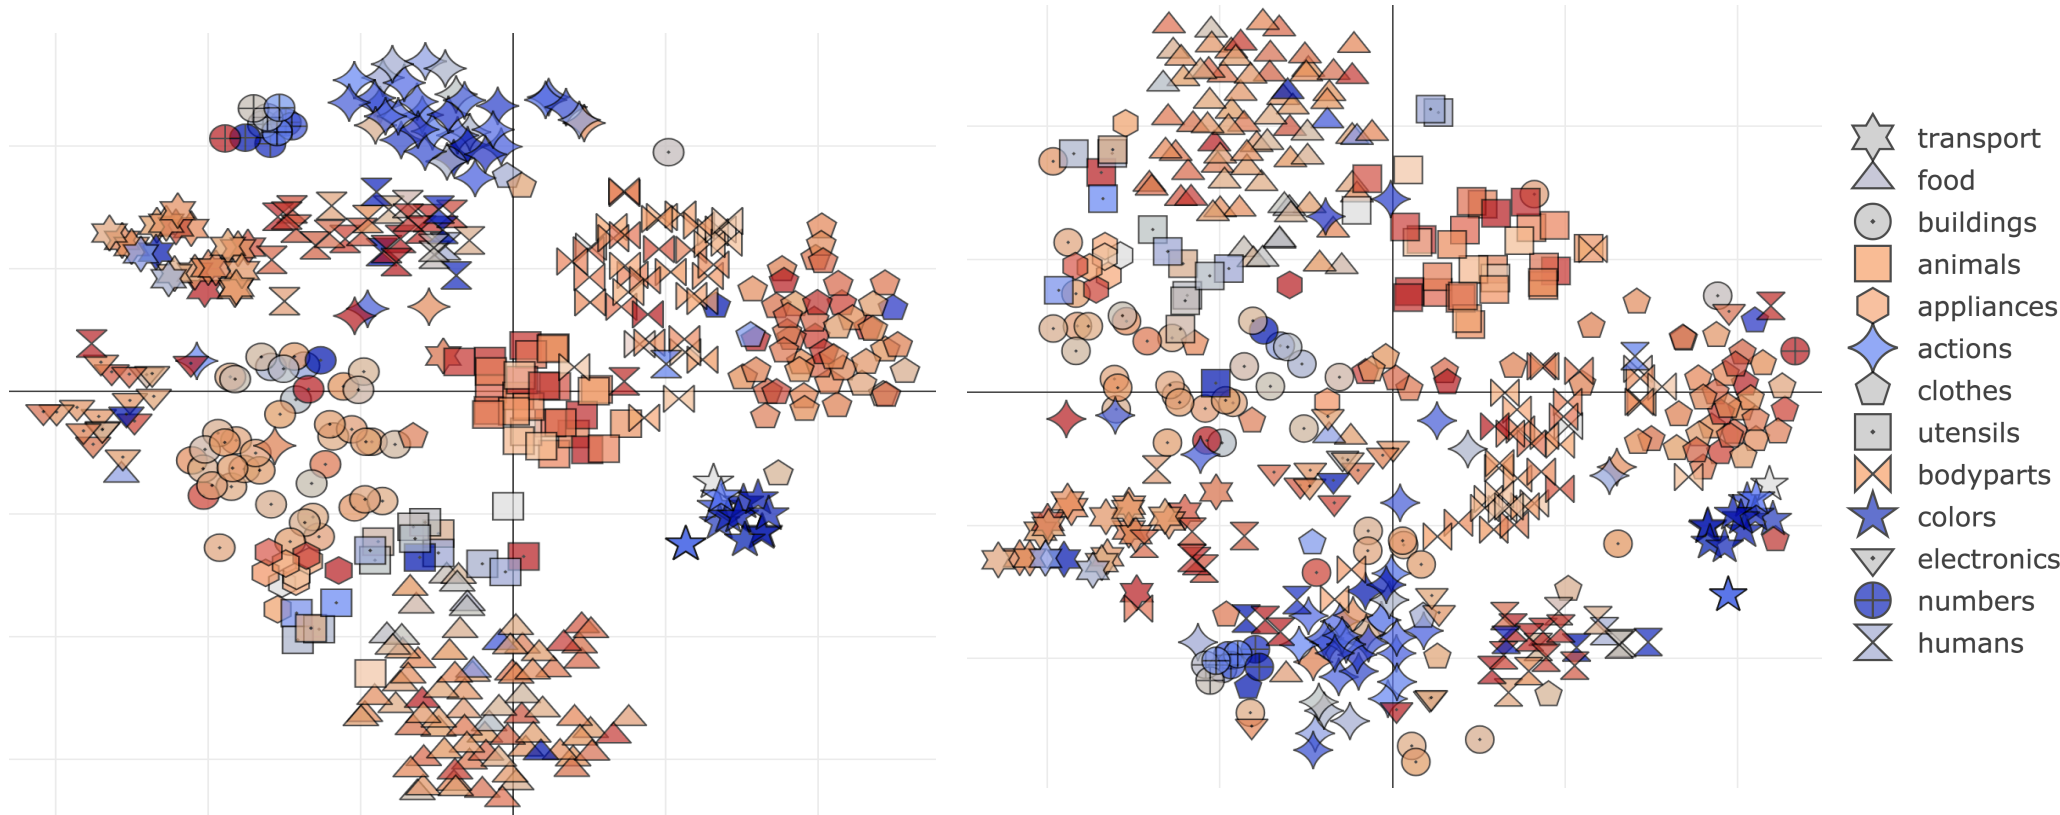 transport
food
buildings
animals
appliances
actions
clothes
utensils
bodyparts
colors
electronics
numbers
humans